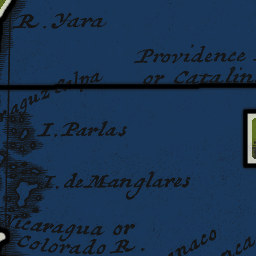 R. Yara
Providence
or Catalin
I. Parlas
I. de Manglares
Nicaragua or
Colorado R.